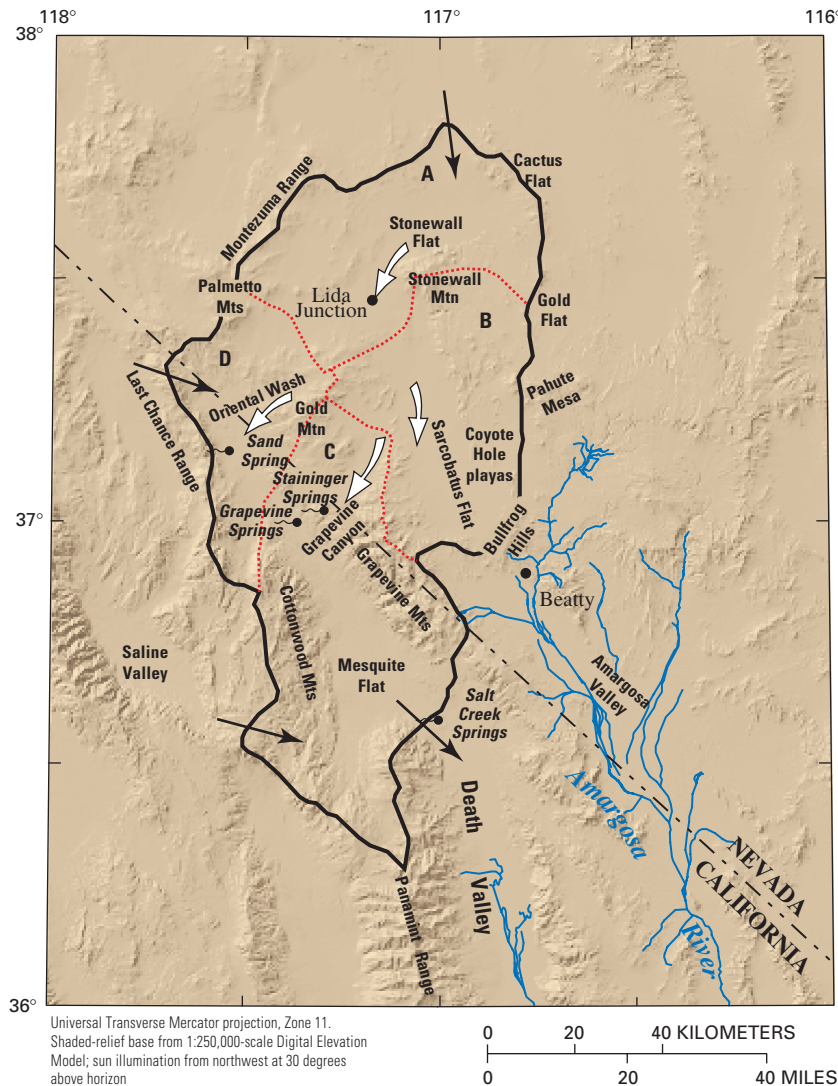 118°
117°
116°
38°
Cactus
Flat
A
Montezuma Range
Stonewall
Flat
Palmetto
Mts
Lida
Junction
Stonewall
Mtn
B
Gold
Flat
D
Last Chance Range
Oriental Wash
Pahute
Mesa
Gold
Mtn
Sand
Spring
C
Sarcobatus Flat
Coyote
Hole
playas
Staininger
Springs
37°
Grapevine
Springs
Grapevine
Canyon
Bullfrog
Hills
Grapevine Mts
Beatty
Cottonwood Mts
Saline
Valley
Mesquite
Flat
Amargosa
Valley
Salt
Creek
Springs
Death
Valley
Amargosa
River
NEVADA
CALIFORNIA
Panamint Range
36°
Universal Transverse Mercator projection, Zone 11.
Shaded-relief base from 1:250,000-scale Digital Elevation
Model; sun illumination from northwest at 30 degrees
above horizon
0 20 40 KILOMETERS
0 20 40 MILES